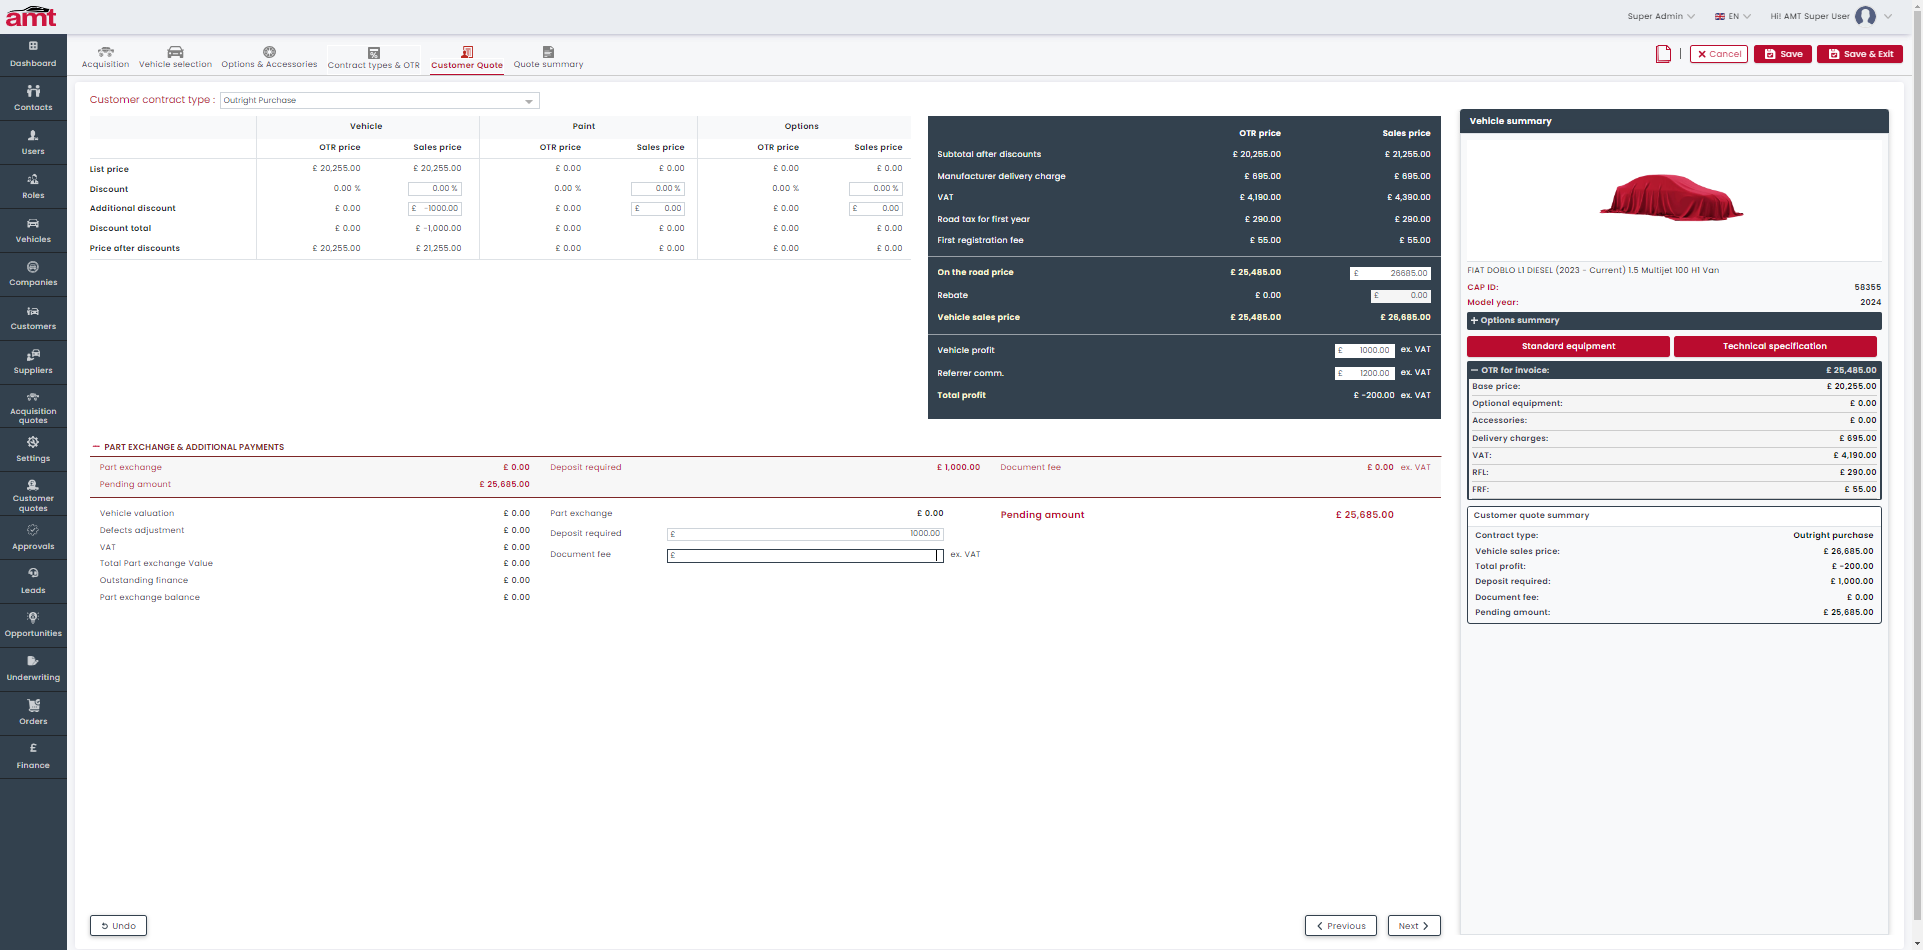 amt
Super Admin
EN
Hi! AMT Super User
Dashboard
Contacts
Users
Roles
Vehicles
Companies
Customers
Suppliers
Acquisition quotes
Settings
Customer quotes
Approvals
Leads
Opportunities
Underwriting
Orders
Finance
Acquisition
Vehicle selection
Options & Accessories
Contract types & OTR
Customer Quote
Quote summary
Cancel
Save
Save & Exit
Customer contract type : Outright Purchase
Vehicle Paint Options
OTR price Sales price OTR price Sales price OTR price Sales price
List price £ 20,255.00 £ 20,255.00 £ 0.00 £ 0.00 £ 0.00 £ 0.00
Discount 0.00 % 0.00 % 0.00 % 0.00 % 0.00 % 0.00 %
Additional discount £ 0.00 £ -1000.00 £ 0.00 £ 0.00 £ 0.00 £ 0.00
Discount total £ 0.00 £ -1,000.00 £ 0.00 £ 0.00 £ 0.00 £ 0.00
Price after discounts £ 20,255.00 £ 21,255.00 £ 0.00 £ 0.00 £ 0.00 £ 0.00
OTR price Sales price
Subtotal after discounts £ 20,255.00 £ 21,255.00
Manufacturer delivery charge £ 695.00 £ 695.00
VAT £ 4,190.00 £ 4,390.00
Road tax for first year £ 290.00 £ 290.00
First registration fee £ 55.00 £ 55.00
On the road price £ 25,485.00 £ 26685.00
Rebate £ 0.00 £ 0.00
Vehicle sales price £ 25,485.00 £ 26,685.00
Vehicle profit £ 1000.00 ex. VAT
Referrer comm. £ 1200.00 ex. VAT
Total profit £ -200.00 ex. VAT
PART EXCHANGE & ADDITIONAL PAYMENTS
Part exchange £ 0.00 Deposit required £ 1,000.00 Document fee £ 0.00 ex. VAT
Pending amount £ 25,685.00
Vehicle valuation £ 0.00
Defects adjustment £ 0.00
VAT £ 0.00
Total Part exchange Value £ 0.00
Outstanding finance £ 0.00
Part exchange balance £ 0.00
Part exchange £ 0.00
Deposit required £ 1000.00
Document fee £ ex. VAT
Pending amount £ 25,685.00
Undo
Previous
Next
Vehicle summary
FIAT DOBLO L1 DIESEL (2023 - Current) 1.5 Multijet 100 H1 Van
CAP ID: 58355
Model year: 2024
+ Options summary
Standard equipment
Technical specification
− OTR for invoice: £ 25,485.00
Base price: £ 20,255.00
Optional equipment: £ 0.00
Accessories: £ 0.00
Delivery charges: £ 695.00
VAT: £ 4,190.00
RFL: £ 290.00
FRF: £ 55.00
Customer quote summary
Contract type: Outright purchase
Vehicle sales price: £ 26,685.00
Total profit: £ -200.00
Deposit required: £ 1,000.00
Document fee: £ 0.00
Pending amount: £ 25,685.00